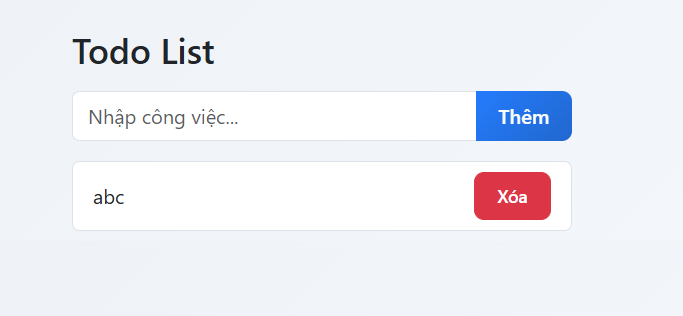 Todo List
Nhập công việc...
Thêm
abc
Xóa